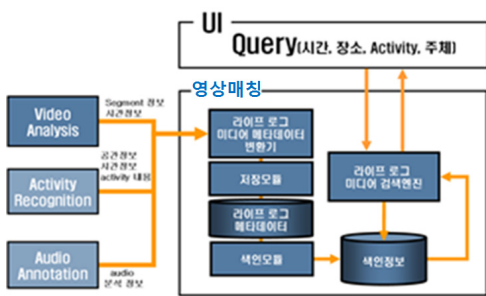 UI
Query(시간, 장소, Activity, 주체)
영상매칭
Video
Analysis
Segment 정보
시간정보
Activity
Recognition
공간정보
시간정보
activity 내용
Audio
Annotation
audio
분석 정보
라이프 로그
미디어 메타데이터
변환기
저장모듈
라이프 로그
메타데이터
색인모듈
라이프 로그
미디어 검색엔진
색인정보